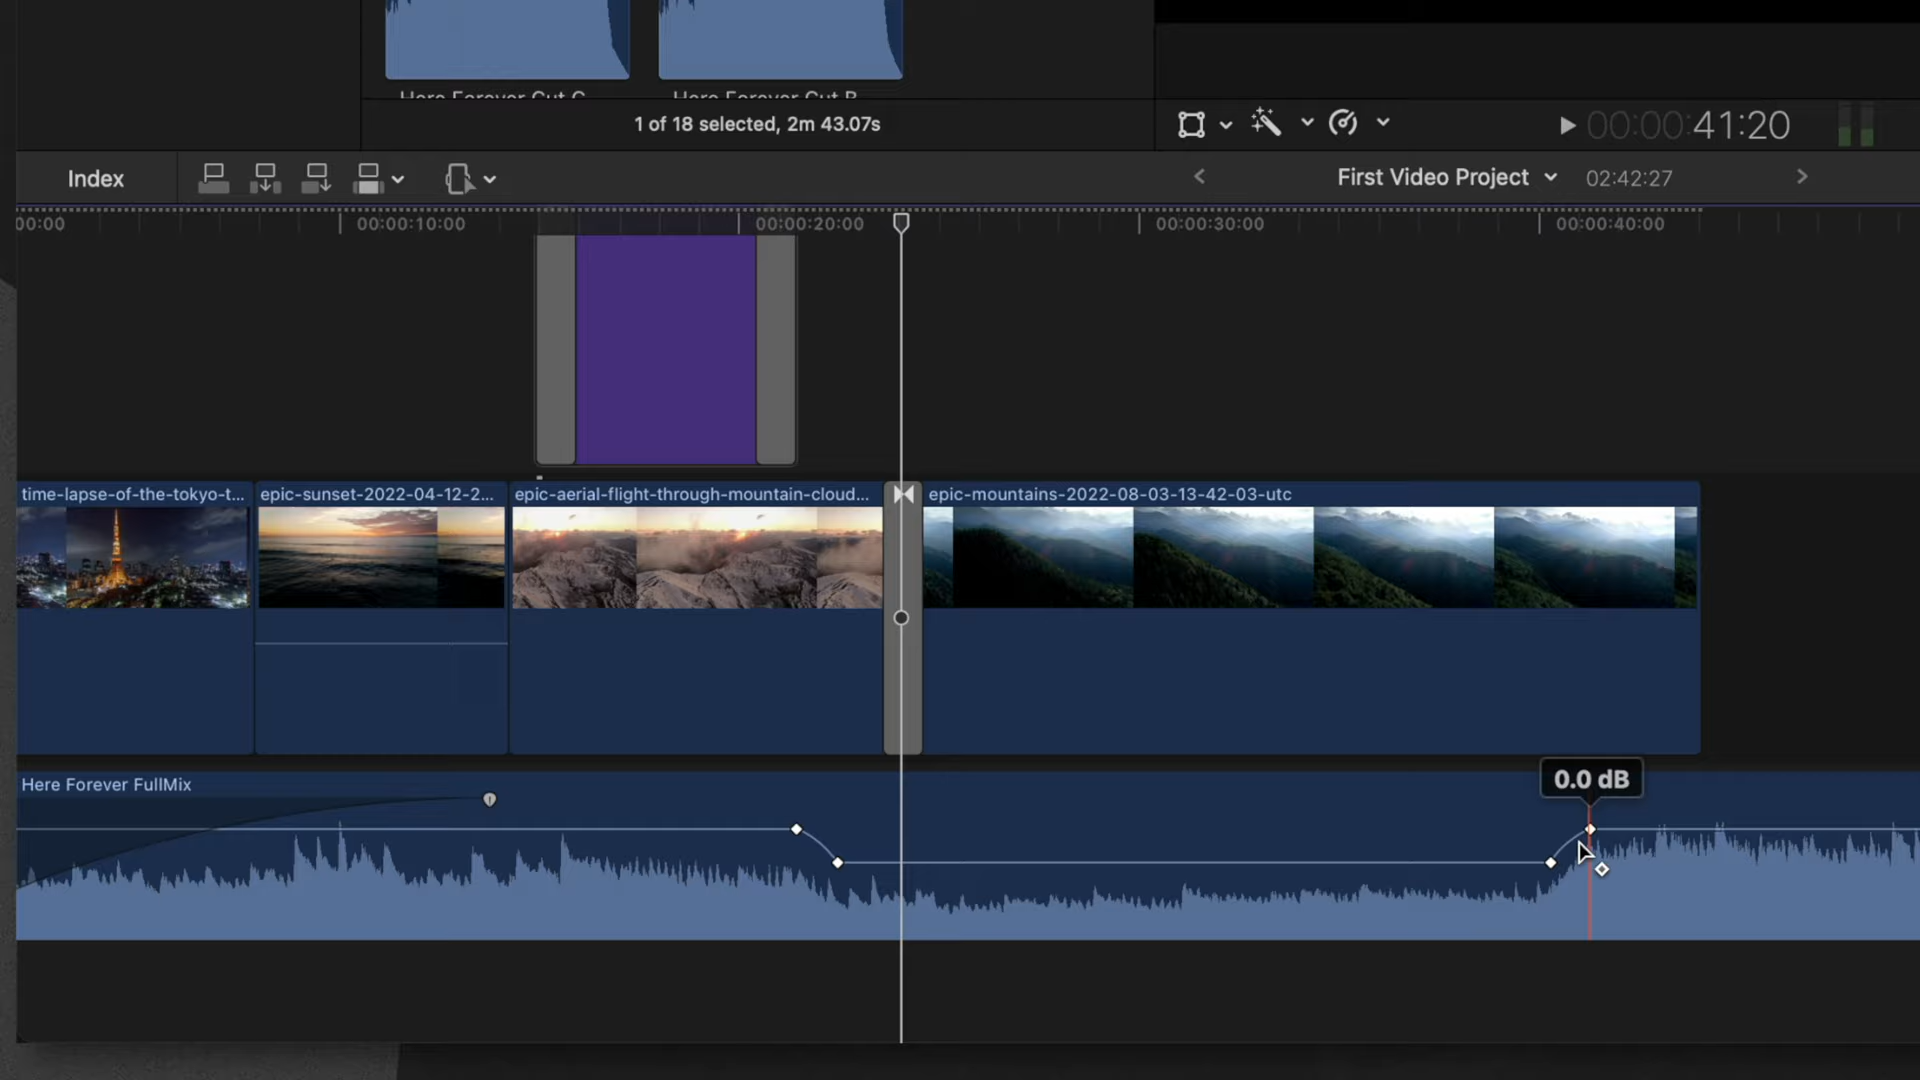 Here Forever Cut C
Here Forever Cut B
1 of 18 selected, 2m 43.07s
00:00:41:20
Index
First Video Project
02:42:27
00:00
00:00:10:00
00:00:20:00
00:00:30:00
00:00:40:00
time-lapse-of-the-tokyo-t...
epic-sunset-2022-04-12-2...
epic-aerial-flight-through-mountain-cloud...
epic-mountains-2022-08-03-13-42-03-utc
Here Forever FullMix
0.0 dB